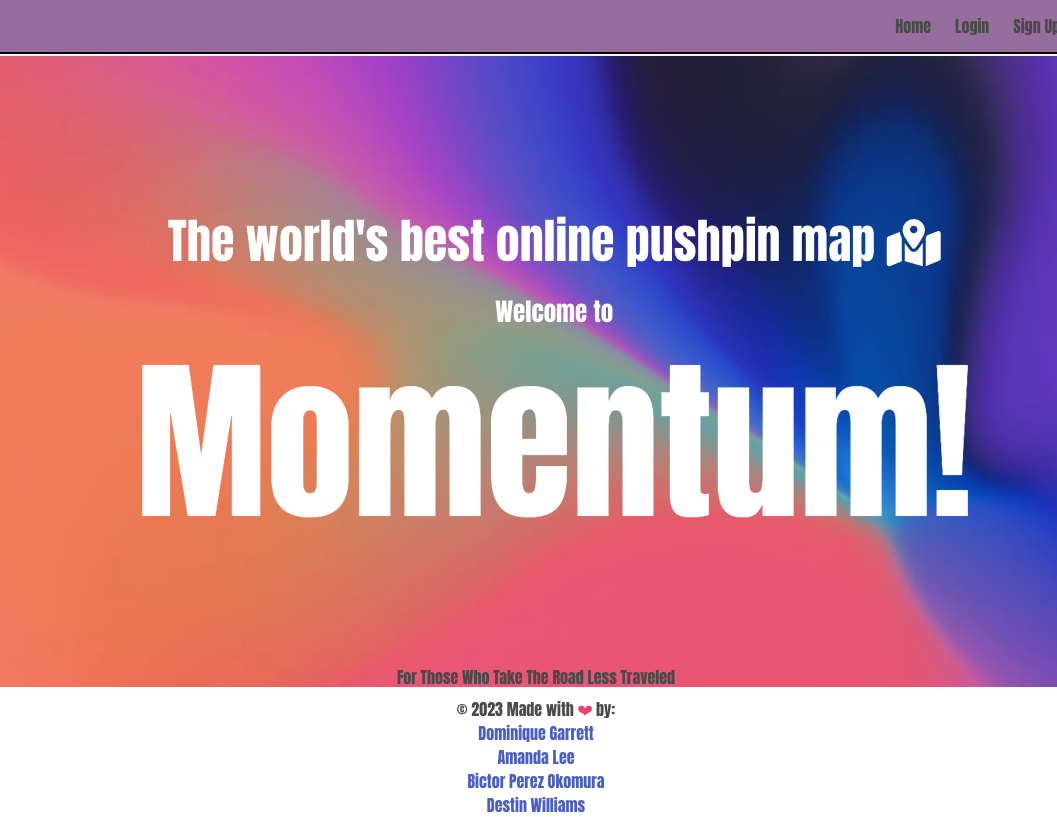 Home Login Sign Up
The world's best online pushpin map
Welcome to
Momentum!
For Those Who Take The Road Less Traveled
© 2023 Made with ❤ by:
Dominique Garrett
Amanda Lee
Bictor Perez Okomura
Destin Williams